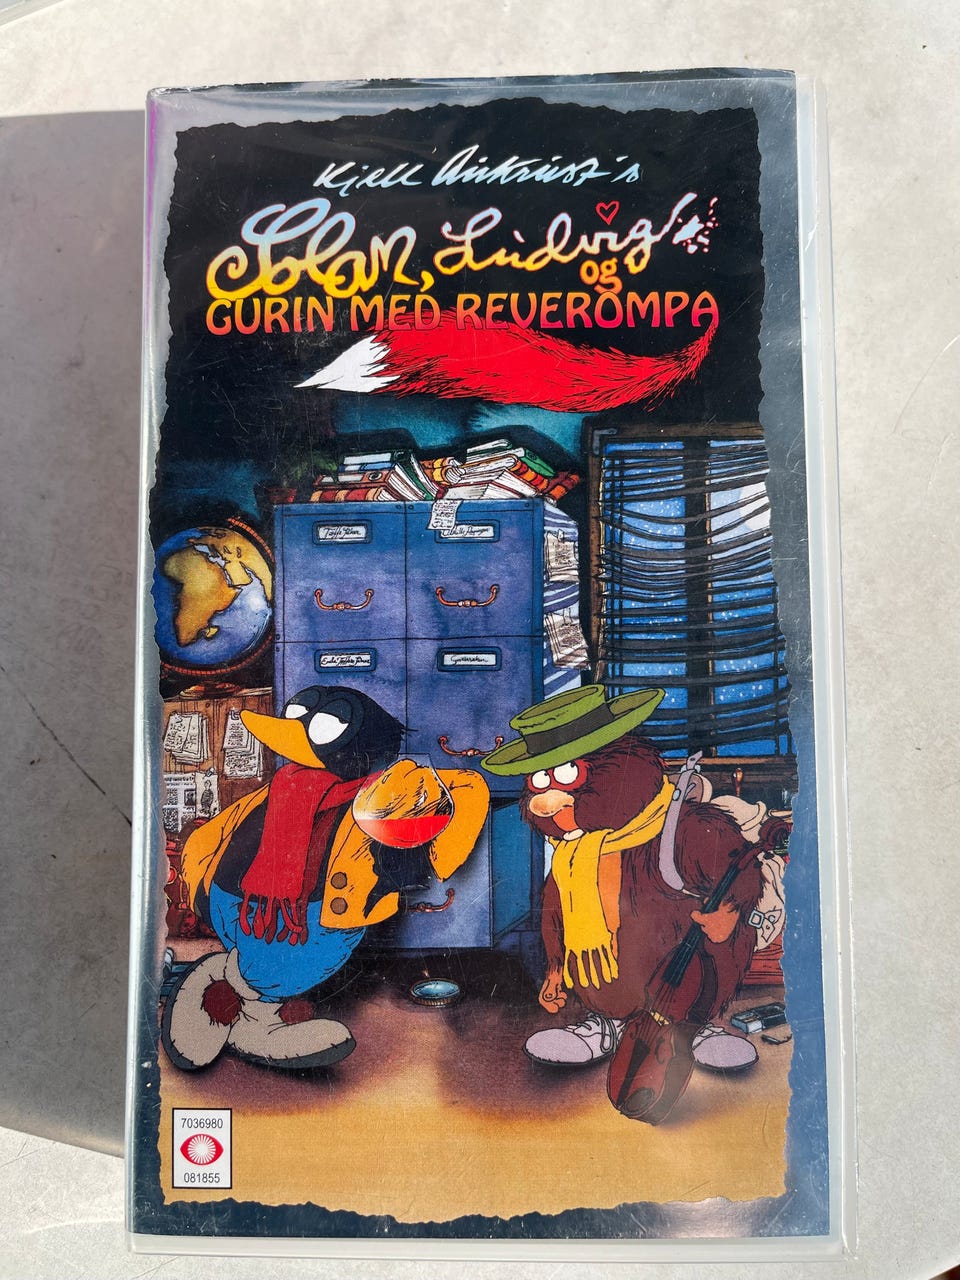 Kjell Aukrust's
Solan, Ludvig
og
GURIN MED REVEROMPA
7036980
081855